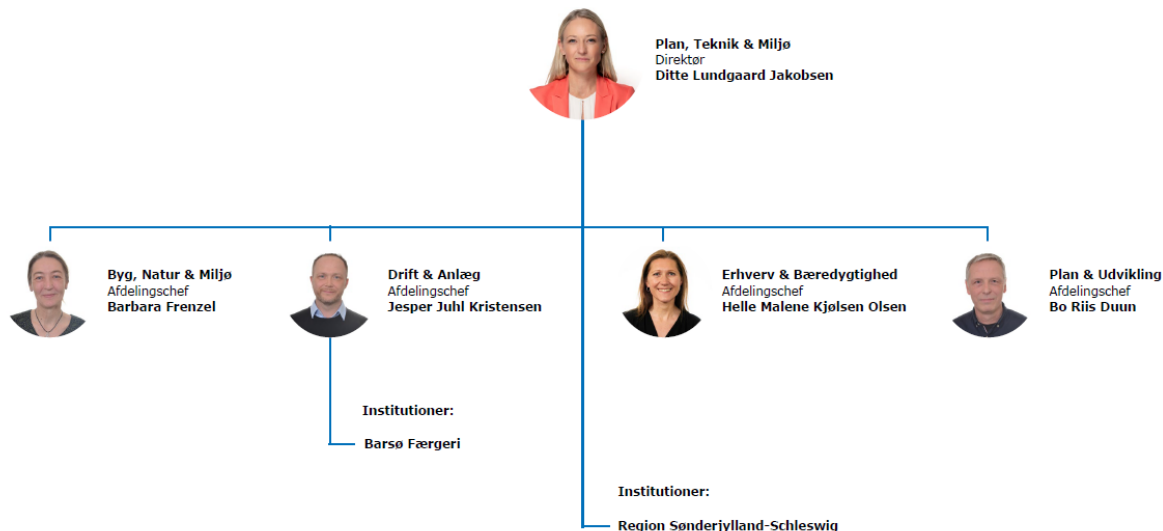 Plan, Teknik & Miljø
Direktør
Ditte Lundgaard Jakobsen
Byg, Natur & Miljø
Afdelingschef
Barbara Frenzel
Drift & Anlæg
Afdelingschef
Jesper Juhl Kristensen
Erhverv & Bæredygtighed
Afdelingschef
Helle Malene Kjølsen Olsen
Plan & Udvikling
Afdelingschef
Bo Riis Duun
Institutioner:
Barsø Færgeri
Institutioner:
Region Sønderjylland-Schleswig